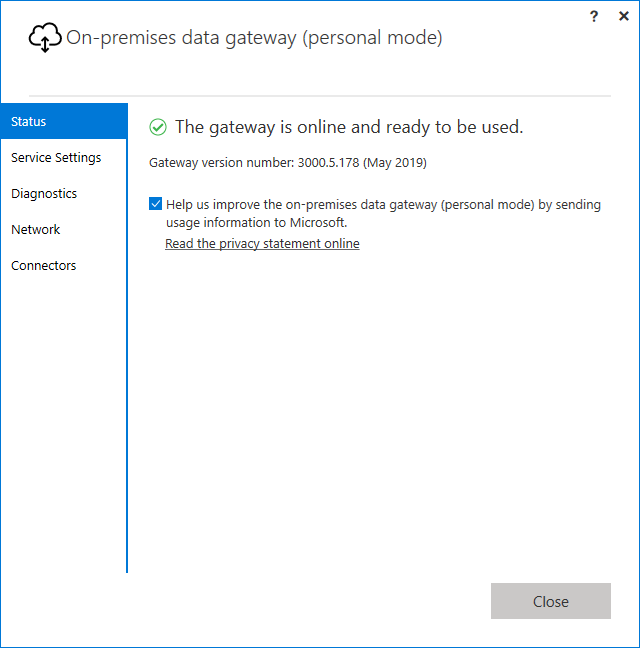 ? ×
On-premises data gateway (personal mode)
Status
Service Settings
Diagnostics
Network
Connectors
The gateway is online and ready to be used.
Gateway version number: 3000.5.178 (May 2019)
Help us improve the on-premises data gateway (personal mode) by sending
usage information to Microsoft.
Read the privacy statement online
Close